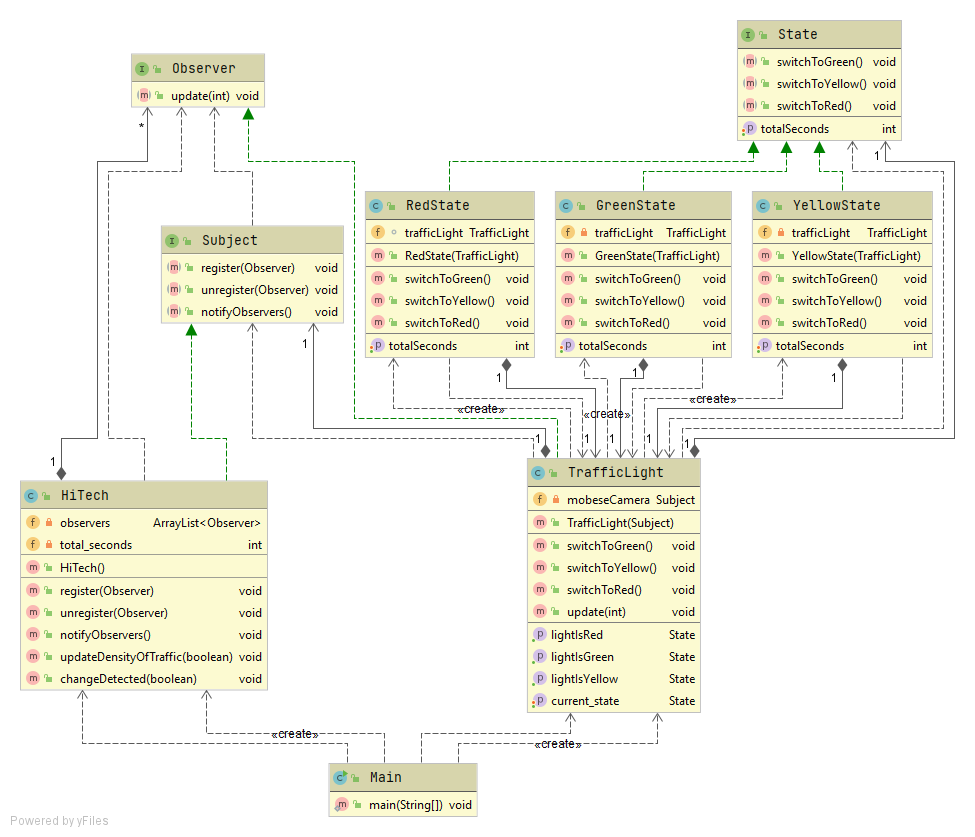 State
switchToGreen() void
switchToYellow() void
switchToRed() void
totalSeconds int
Observer
update(int) void
*
1
RedState
trafficLight TrafficLight
RedState(TrafficLight)
switchToGreen() void
switchToYellow() void
switchToRed() void
totalSeconds int
GreenState
trafficLight TrafficLight
GreenState(TrafficLight)
switchToGreen() void
switchToYellow() void
switchToRed() void
totalSeconds int
YellowState
trafficLight TrafficLight
YellowState(TrafficLight)
switchToGreen() void
switchToYellow() void
switchToRed() void
totalSeconds int
Subject
register(Observer) void
unregister(Observer) void
notifyObservers() void
1
1
1
1
«create»
«create»
«create»
1
1
1
1
1
1
HiTech
observers ArrayList<Observer>
total_seconds int
HiTech()
register(Observer) void
unregister(Observer) void
notifyObservers() void
updateDensityOfTraffic(boolean) void
changeDetected(boolean) void
TrafficLight
mobeseCamera Subject
TrafficLight(Subject)
switchToGreen() void
switchToYellow() void
switchToRed() void
update(int) void
lightIsRed State
lightIsGreen State
lightIsYellow State
current_state State
«create»
«create»
Main
main(String[]) void
Powered by yFiles